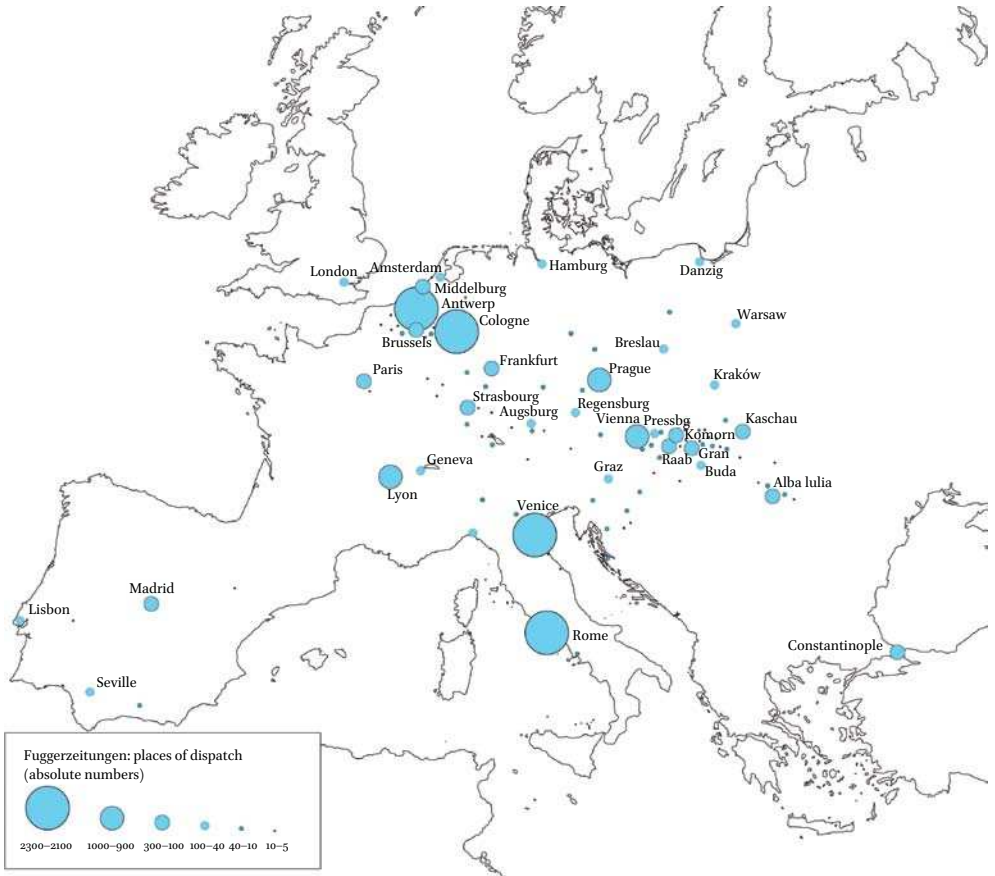 Hamburg
Danzig
London
Amsterdam
Middelburg
Antwerp
Cologne
Brussels
Warsaw
Breslau
Paris
Frankfurt
Prague
Kraków
Strasbourg
Augsburg
Regensburg
Vienna
Pressbg
Komorn
Kaschau
Raab
Gran
Buda
Geneva
Lyon
Graz
Alba lulia
Venice
Madrid
Lisbon
Rome
Constantinople
Seville
Fuggerzeitungen: places of dispatch
(absolute numbers)
2300–2100 1000–900 300–100 100–40 40–10 10–5